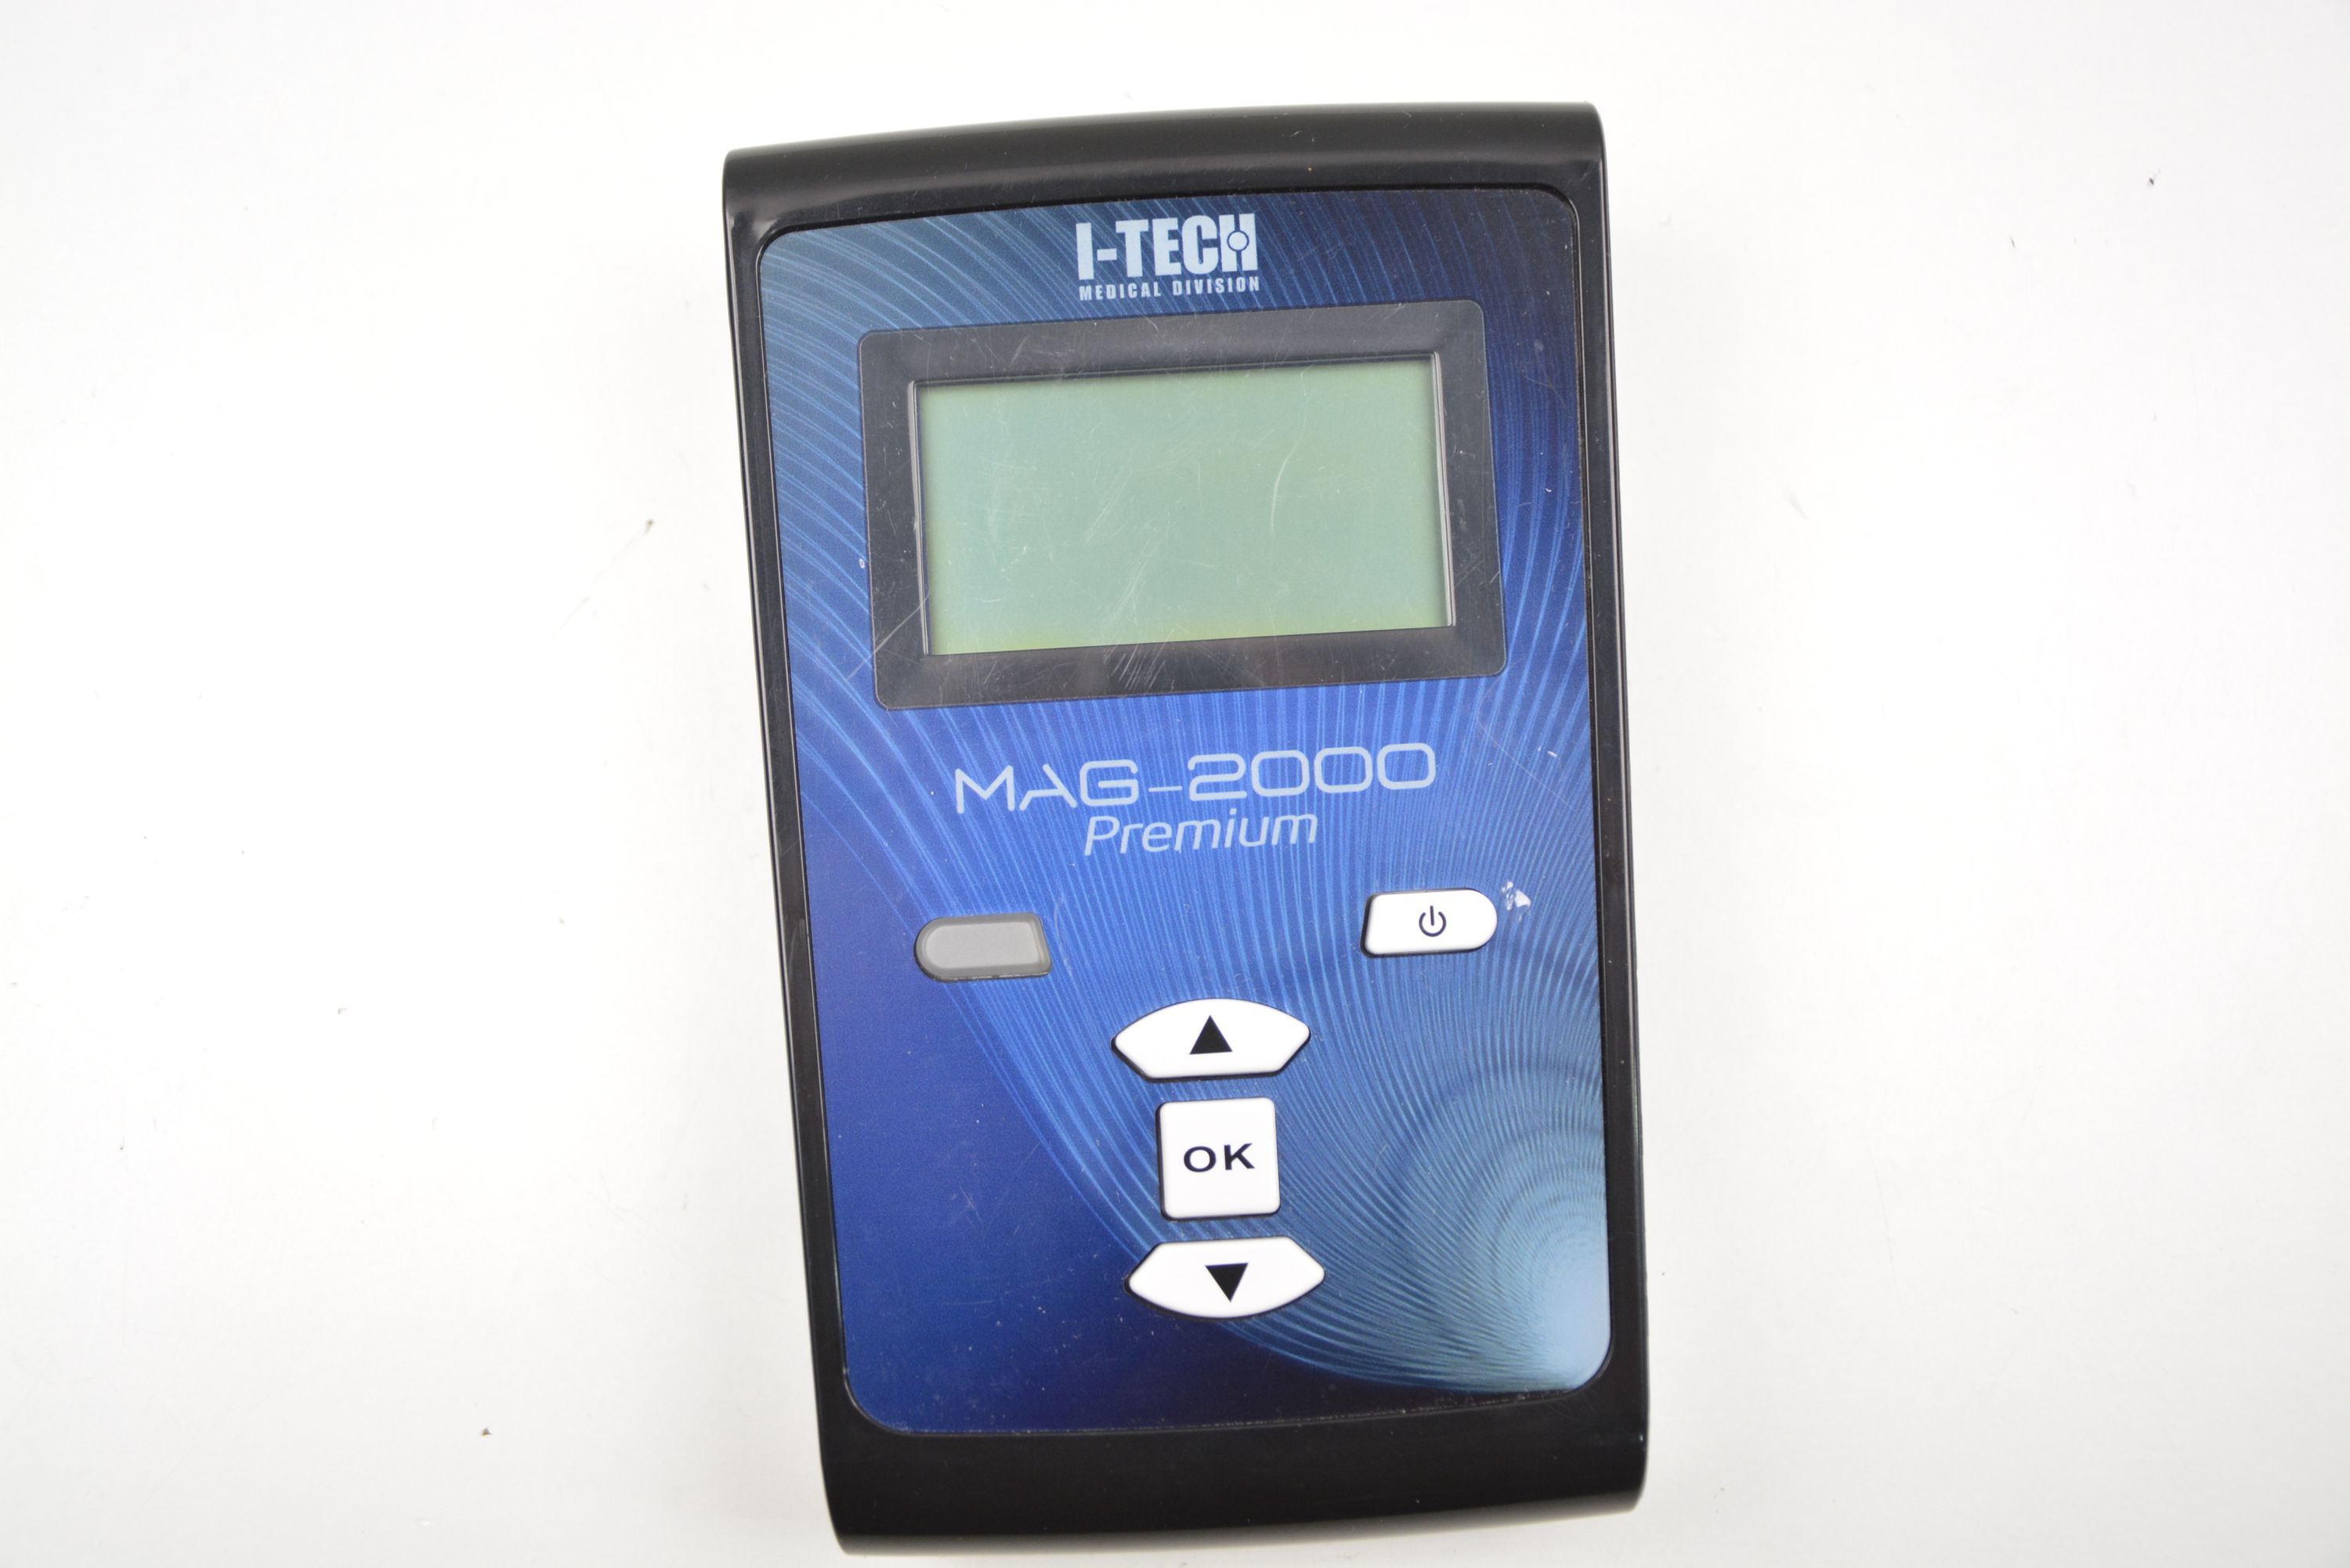 I-TECH
MEDICAL DIVISION
MAG-2000
Premium
OK